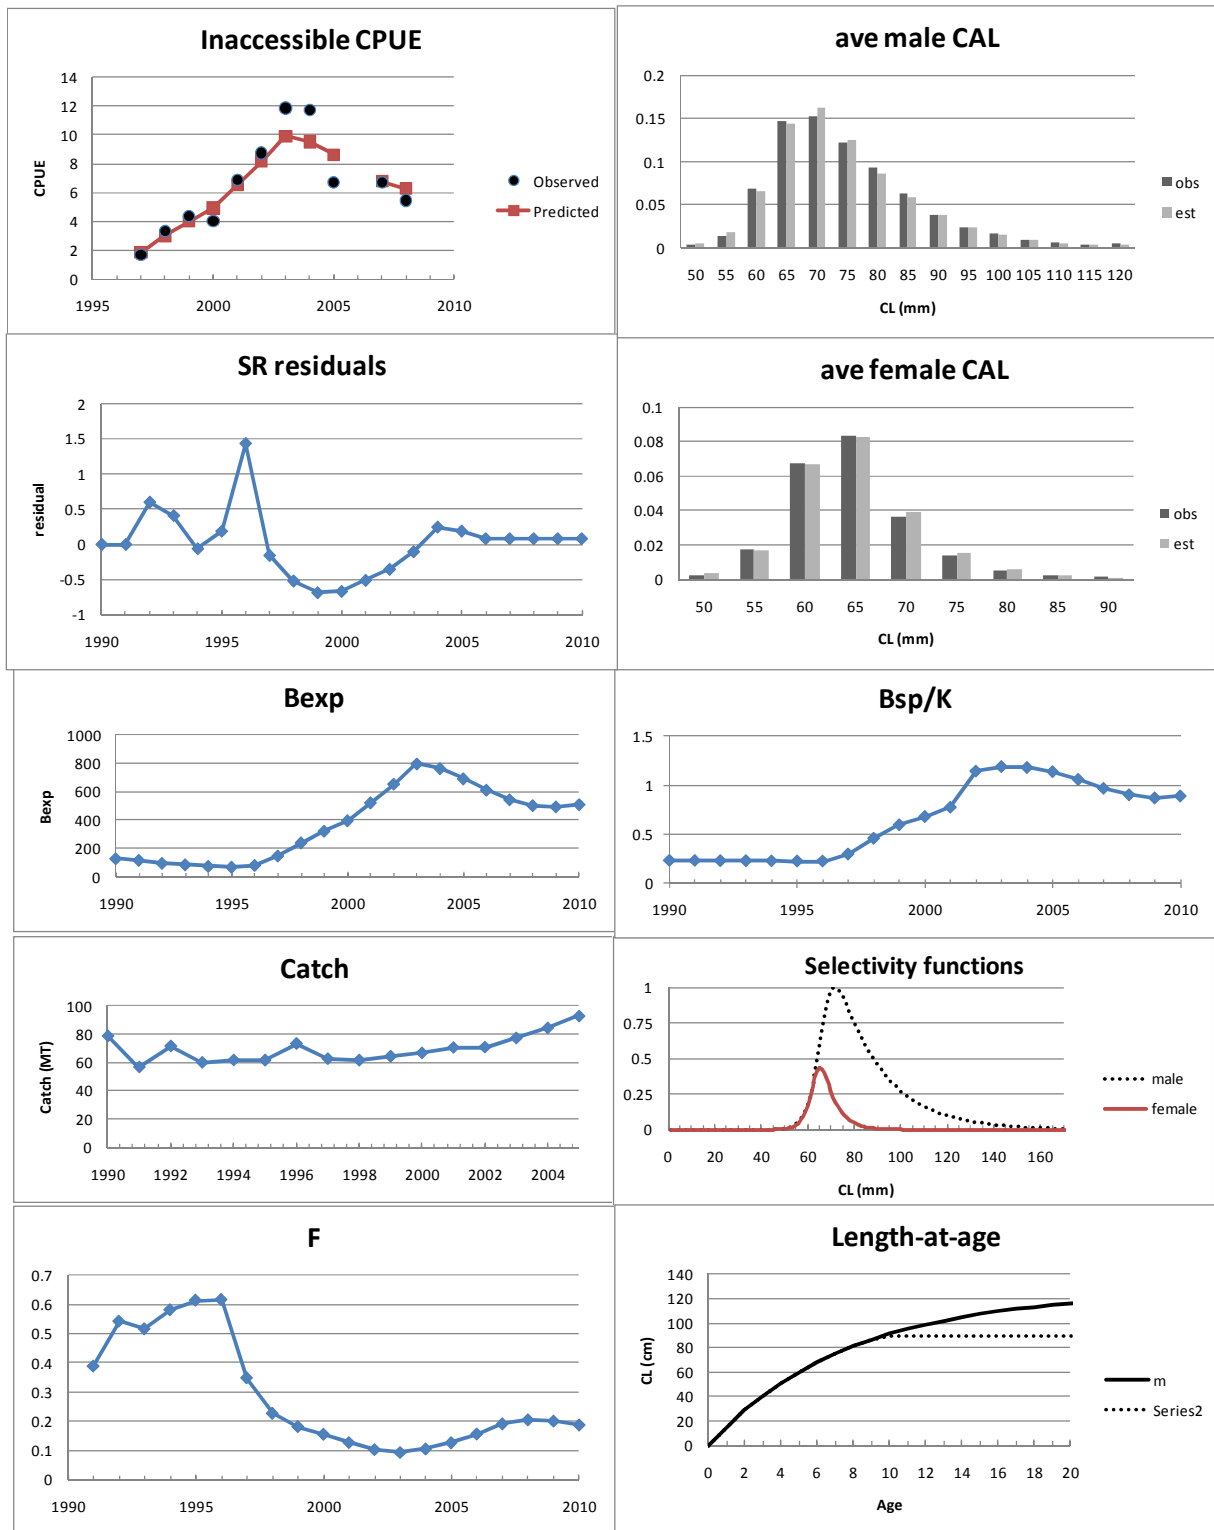 Inaccessible CPUE
14
12
10
8
6
4
2
0
CPUE
1995 2000 2005 2010
Observed
Predicted
ave male CAL
0.2
0.15
0.1
0.05
0
50 55 60 65 70 75 80 85 90 95 100 105 110 115 120
CL (mm)
obs
est
SR residuals
2
1.5
1
0.5
0
-0.5
-1
residual
1990 1995 2000 2005 2010
ave female CAL
0.1
0.08
0.06
0.04
0.02
0
50 55 60 65 70 75 80 85 90
CL (mm)
obs
est
Bexp
1000
800
600
400
200
0
Bexp
1990 1995 2000 2005 2010
Bsp/K
1.5
1
0.5
0
1990 1995 2000 2005 2010
Catch
100
80
60
40
20
0
Catch (MT)
1990 1992 1994 1996 1998 2000 2002 2004
Selectivity functions
1
0.75
0.5
0.25
0
0 20 40 60 80 100 120 140 160
CL (mm)
male
female
F
0.7
0.6
0.5
0.4
0.3
0.2
0.1
0
1990 1995 2000 2005 2010
Length-at-age
140
120
100
80
60
40
20
0
CL (cm)
0 2 4 6 8 10 12 14 16 18 20
Age
m
Series2